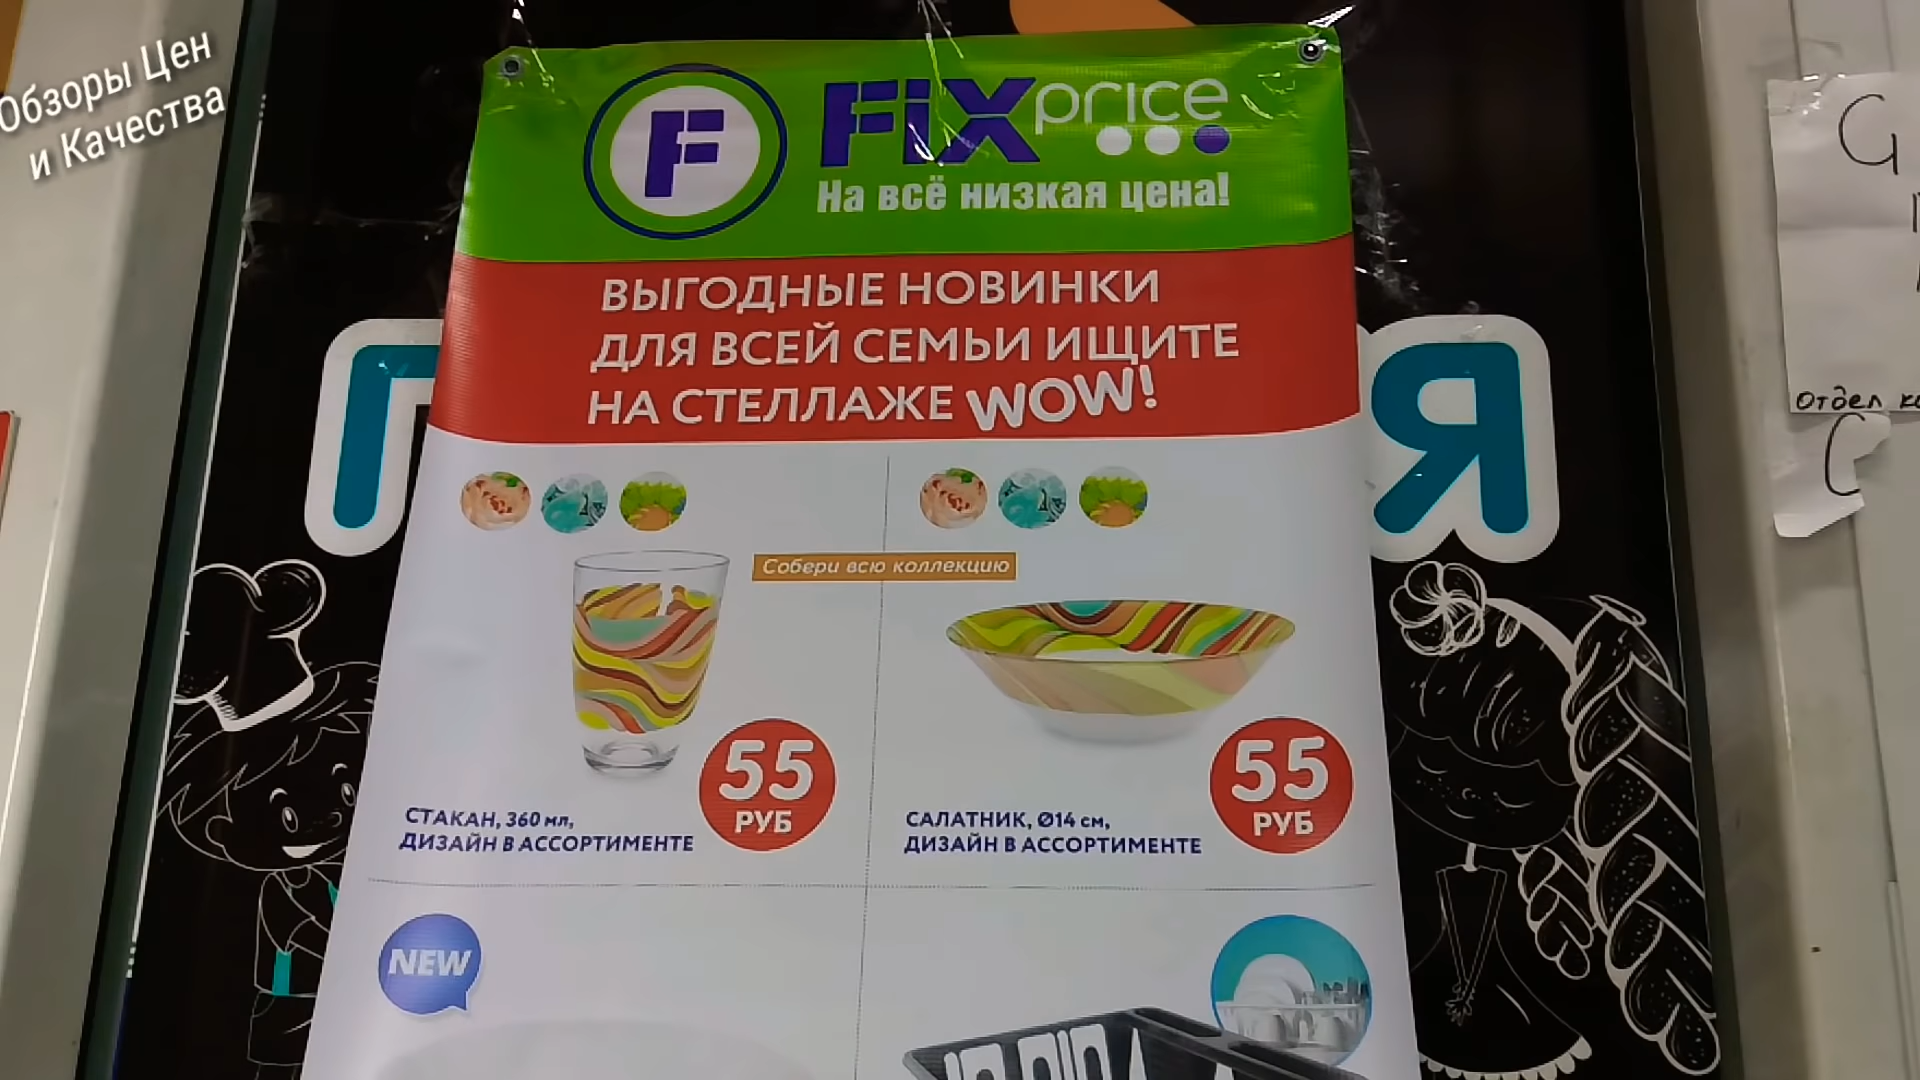 Обзоры Цен
и Качества
F
FiX price
На всё низкая цена!
ВЫГОДНЫЕ НОВИНКИ
ДЛЯ ВСЕЙ СЕМЬИ ИЩИТЕ
НА СТЕЛЛАЖЕ WOW!
Собери всю коллекцию
55
РУБ
СТАКАН, 360 мл,
ДИЗАЙН В АССОРТИМЕНТЕ
55
РУБ
САЛАТНИК, Ø14 см,
ДИЗАЙН В АССОРТИМЕНТЕ
NEW
Я
Отдел